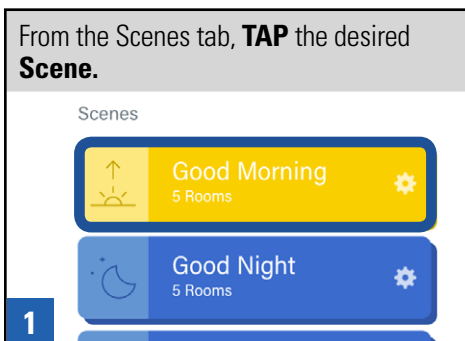 From the Scenes tab, TAP the desired
Scene.
Scenes
Good Morning
5 Rooms
Good Night
5 Rooms
1